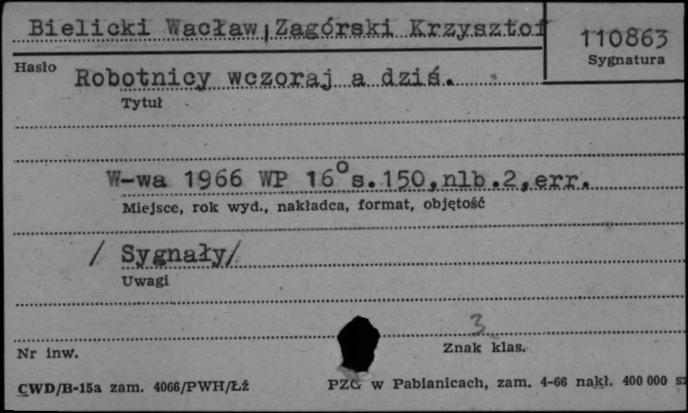 Bielicki Wacław, Zagórski Krzysztof
110863
Sygnatura
Hasło
Robotnicy wczoraj a dziś.
Tytuł
W-wa 1966 WP 16° s.150,nlb.2,err.
Miejsce, rok wyd., nakładca, format, objętość
/ Sygnały/
Uwagi
3
Nr inw.
Znak klas.
CWD/B-15a zam. 4066/PWH/Łź
PZG w Pabianicach, zam. 4-66 nakł. 400 000 sz